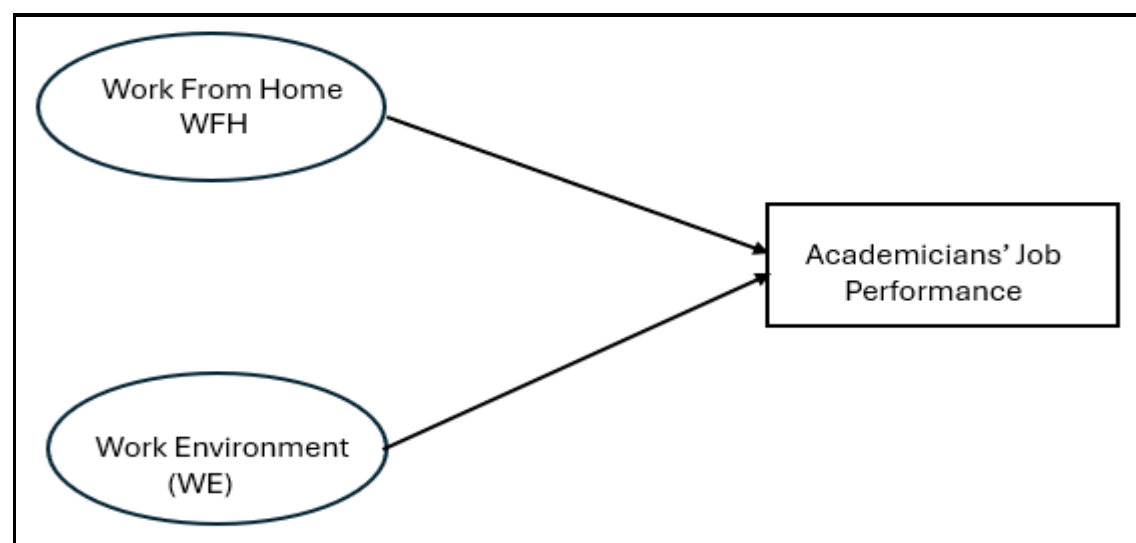 Work From Home
WFH
Academicians’ Job
Performance
Work Environment
(WE)